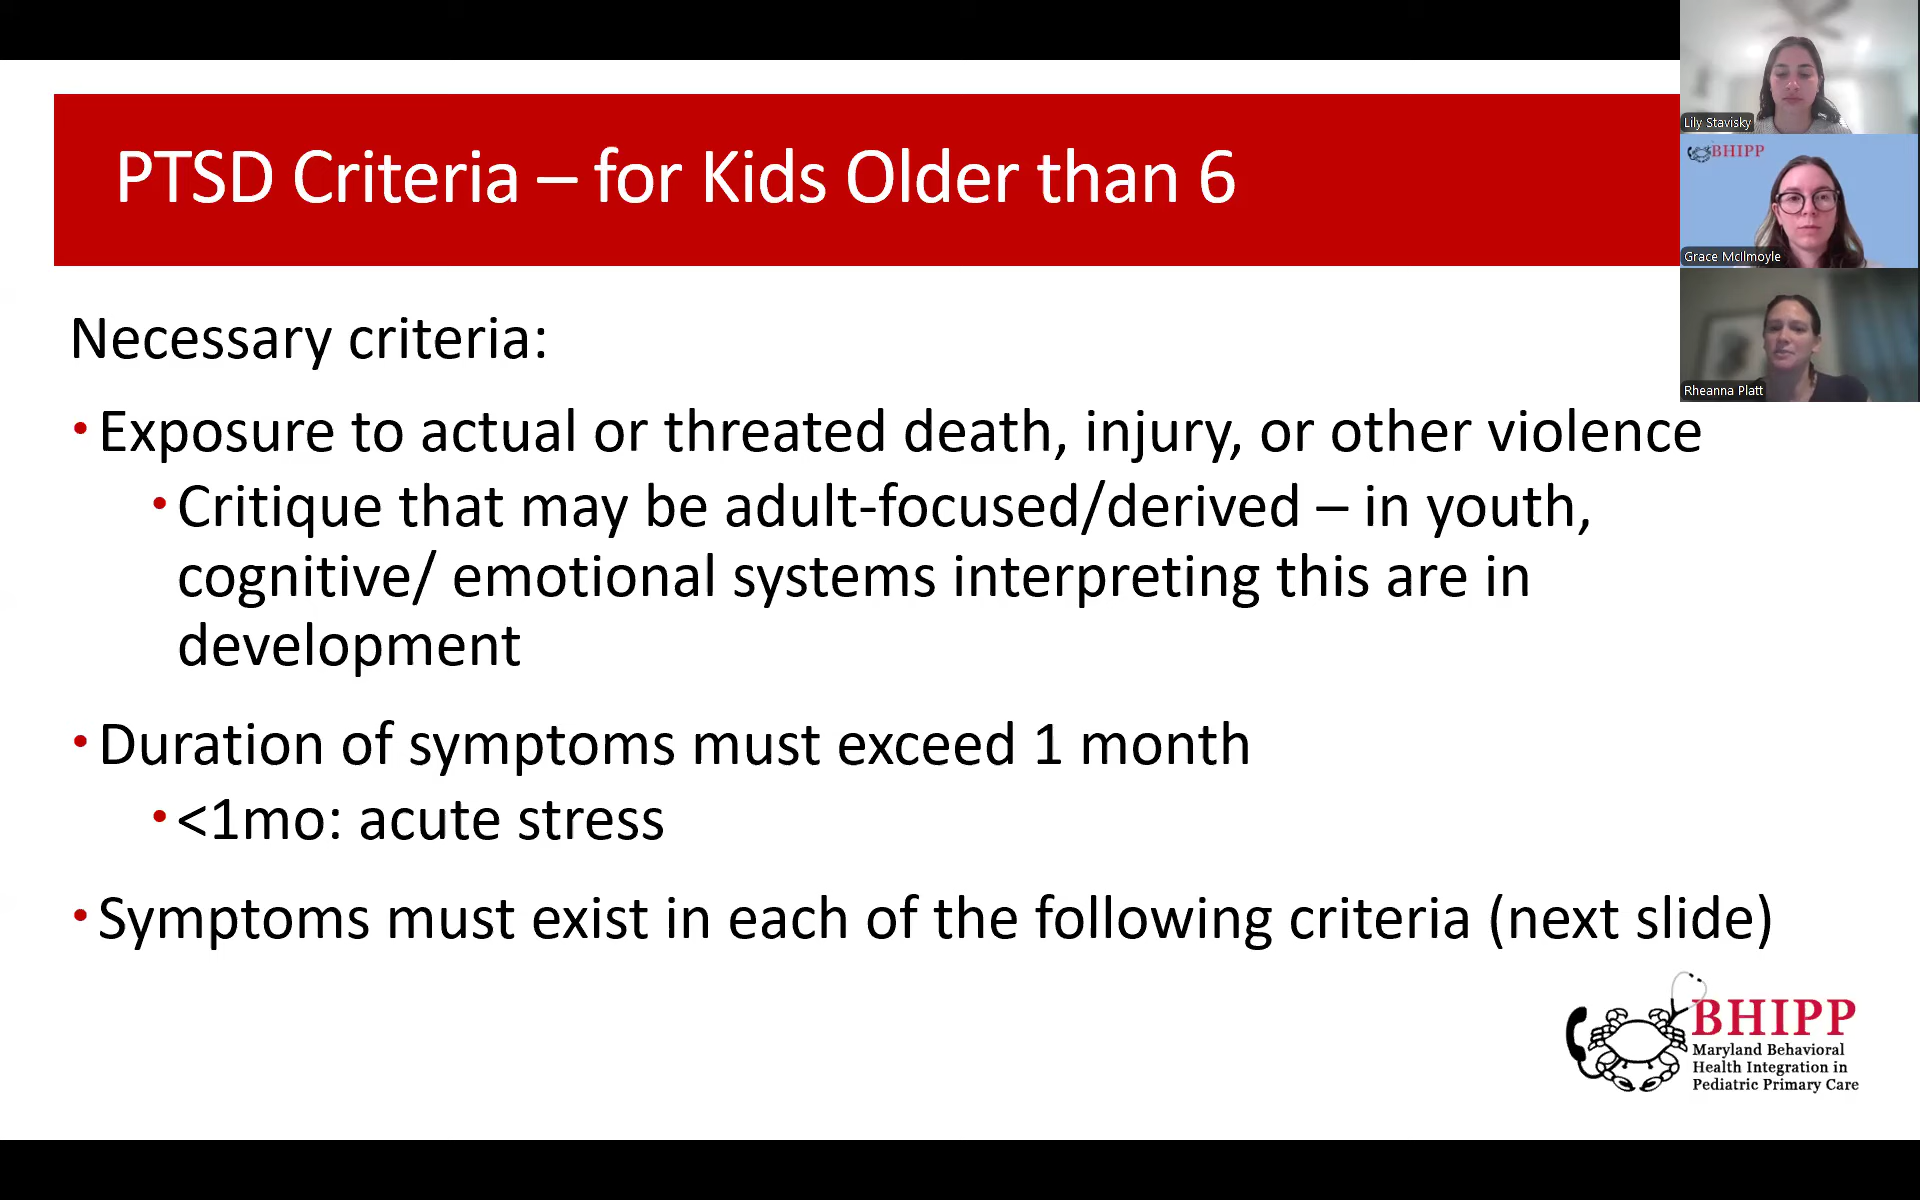 PTSD Criteria – for Kids Older than 6
Necessary criteria:
• Exposure to actual or threated death, injury, or other violence
• Critique that may be adult-focused/derived – in youth,
cognitive/ emotional systems interpreting this are in
development
• Duration of symptoms must exceed 1 month
• <1mo: acute stress
• Symptoms must exist in each of the following criteria (next slide)
BHIPP
Maryland Behavioral
Health Integration in
Pediatric Primary Care
Lily Stavisky
BHIPP
Grace McIlmoyle
Rheanna Platt